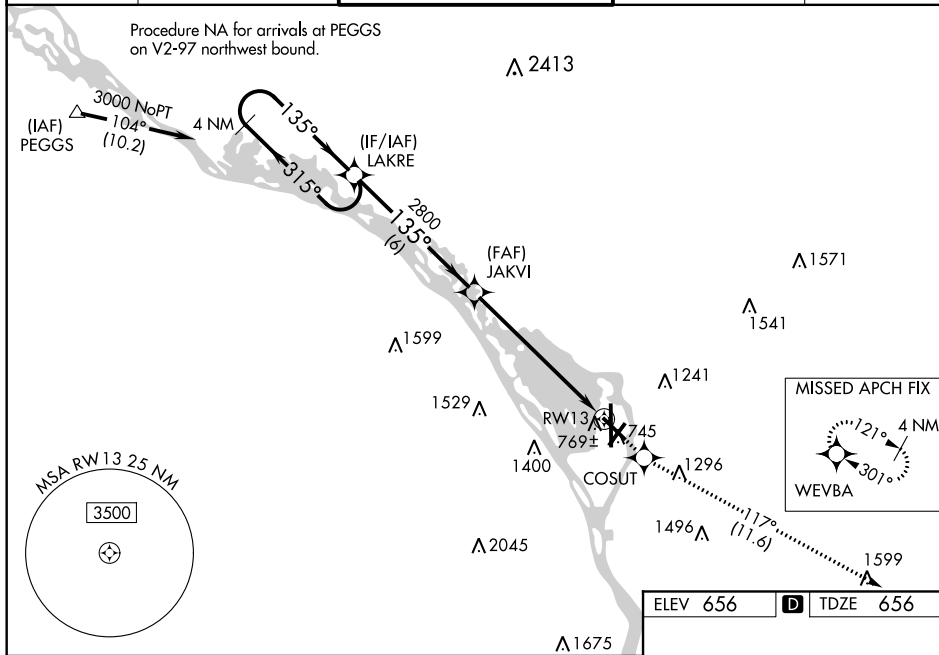 Procedure NA for arrivals at PEGGS
on V2-97 northwest bound.
2413
3000 NoPT
104°
(10.2)
(IAF)
PEGGS
4 NM
135°
315°
(IF/IAF)
LAKRE
2800
135°
(6)
(FAF)
JAKVI
1571
1541
1599
1241
1529
RW13
769±
745
1400
COSUT
1296
MISSED APCH FIX
121°
4 NM
301°
WEVBA
MSA RW13 25 NM
3500
117°
(11.6)
1496
2045
1599
ELEV 656
D
TDZE 656
1675